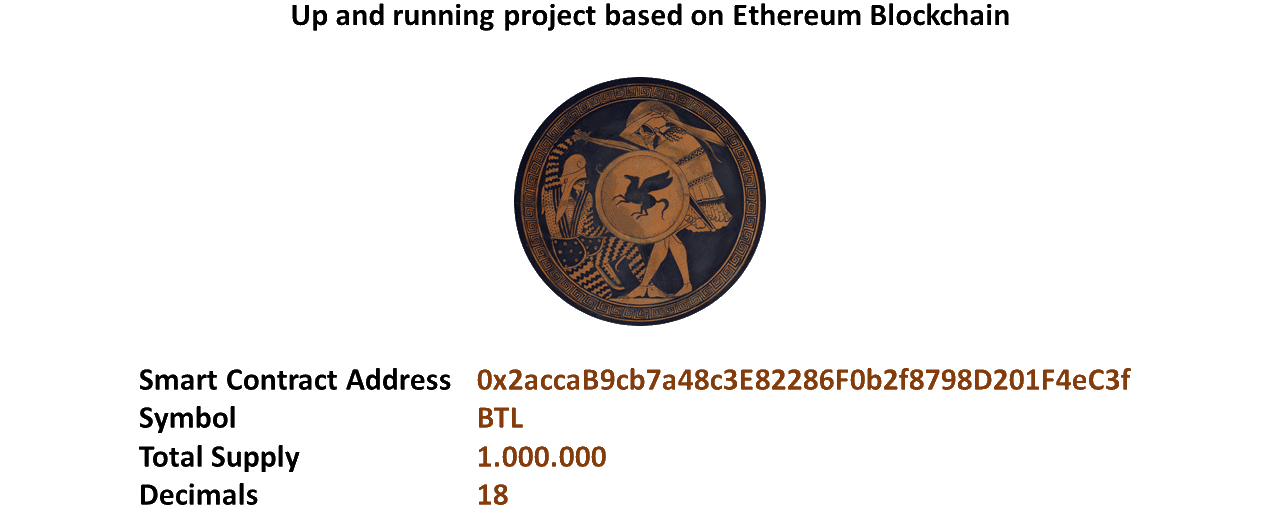 Up and running project based on Ethereum Blockchain
Smart Contract Address 0x2accaB9cb7a48c3E82286F0b2f8798D201F4eC3f
Symbol BTL
Total Supply 1.000.000
Decimals 18